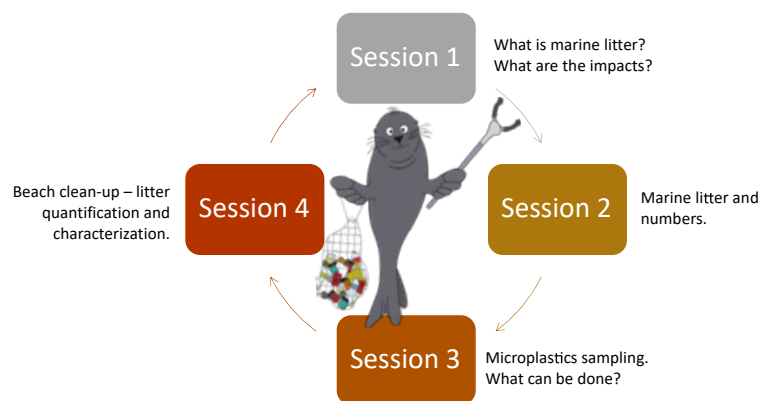 Session 1
What is marine litter?
What are the impacts?
Session 2
Marine litter and
numbers.
Session 3
Microplastics sampling.
What can be done?
Session 4
Beach clean-up – litter
quantification and
characterization.